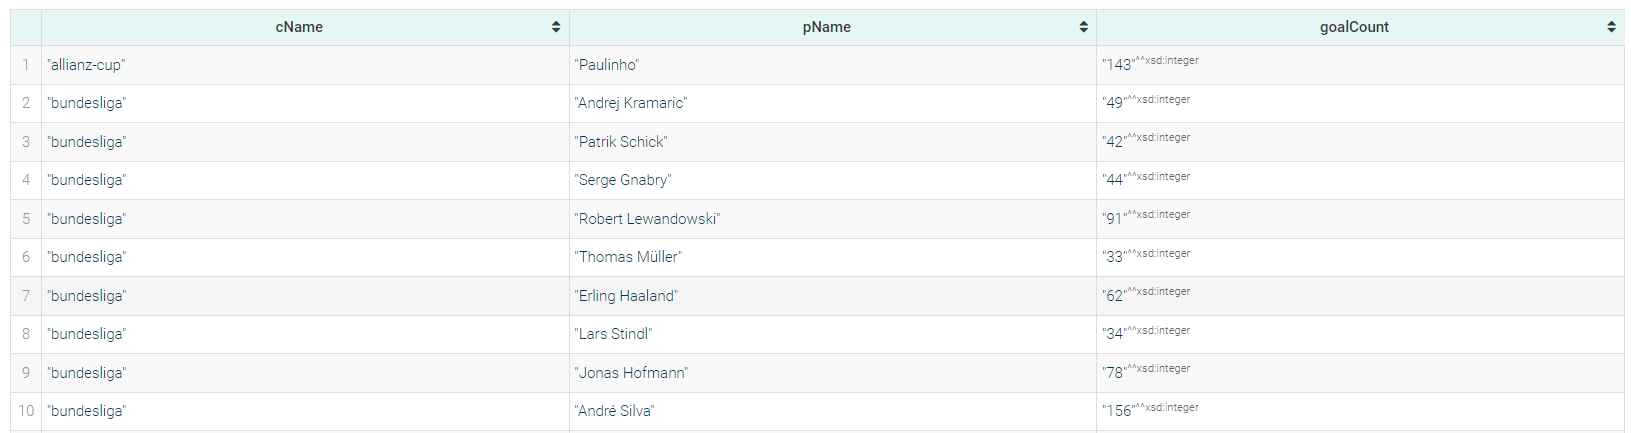 cName pName goalCount
1 "allianz-cup" "Paulinho" "143"^^xsd:integer
2 "bundesliga" "Andrej Kramaric" "49"^^xsd:integer
3 "bundesliga" "Patrik Schick" "42"^^xsd:integer
4 "bundesliga" "Serge Gnabry" "44"^^xsd:integer
5 "bundesliga" "Robert Lewandowski" "91"^^xsd:integer
6 "bundesliga" "Thomas Müller" "33"^^xsd:integer
7 "bundesliga" "Erling Haaland" "62"^^xsd:integer
8 "bundesliga" "Lars Stindl" "34"^^xsd:integer
9 "bundesliga" "Jonas Hofmann" "78"^^xsd:integer
10 "bundesliga" "André Silva" "156"^^xsd:integer